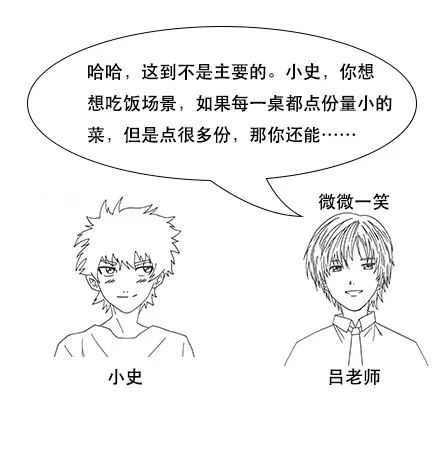 哈哈，这到不是主要的。小史，你想
想吃饭场景，如果每一桌都点份量小的
菜，但是点很多份，那你还能……
微微一笑
小史
吕老师